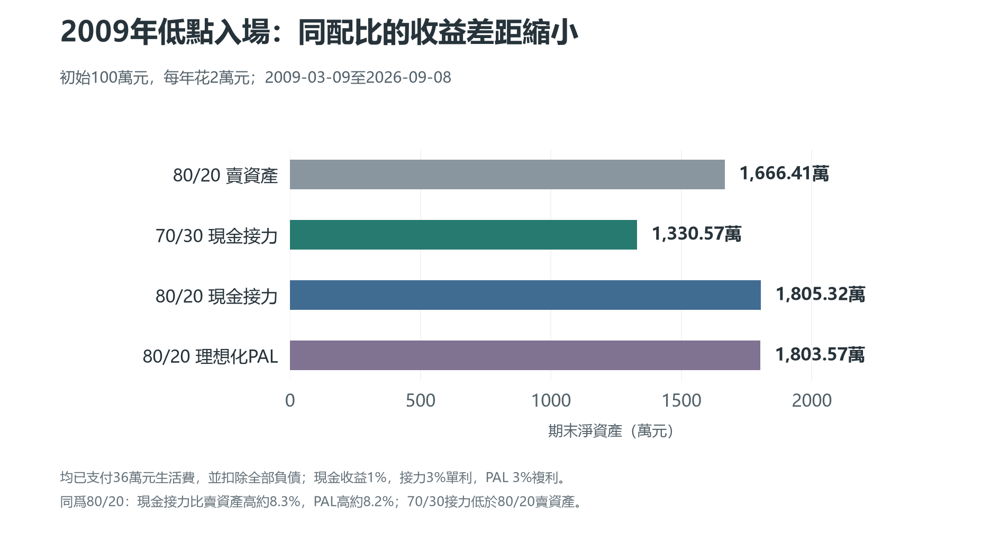 2009年低點入場：同配比的收益差距縮小
初始100萬元，每年花2萬元；2009-03-09至2026-09-08
80/20 賣資產
1,666.41萬
70/30 現金接力
1,330.57萬
80/20 現金接力
1,805.32萬
80/20 理想化PAL
1,803.57萬
0 500 1000 1500 2000
期末淨資產（萬元）
均已支付36萬元生活費，並扣除全部負債；現金收益1%，接力3%單利，PAL 3%複利。
同爲80/20：現金接力比賣資產高約8.3%，PAL高約8.2%；70/30接力低於80/20賣資產。